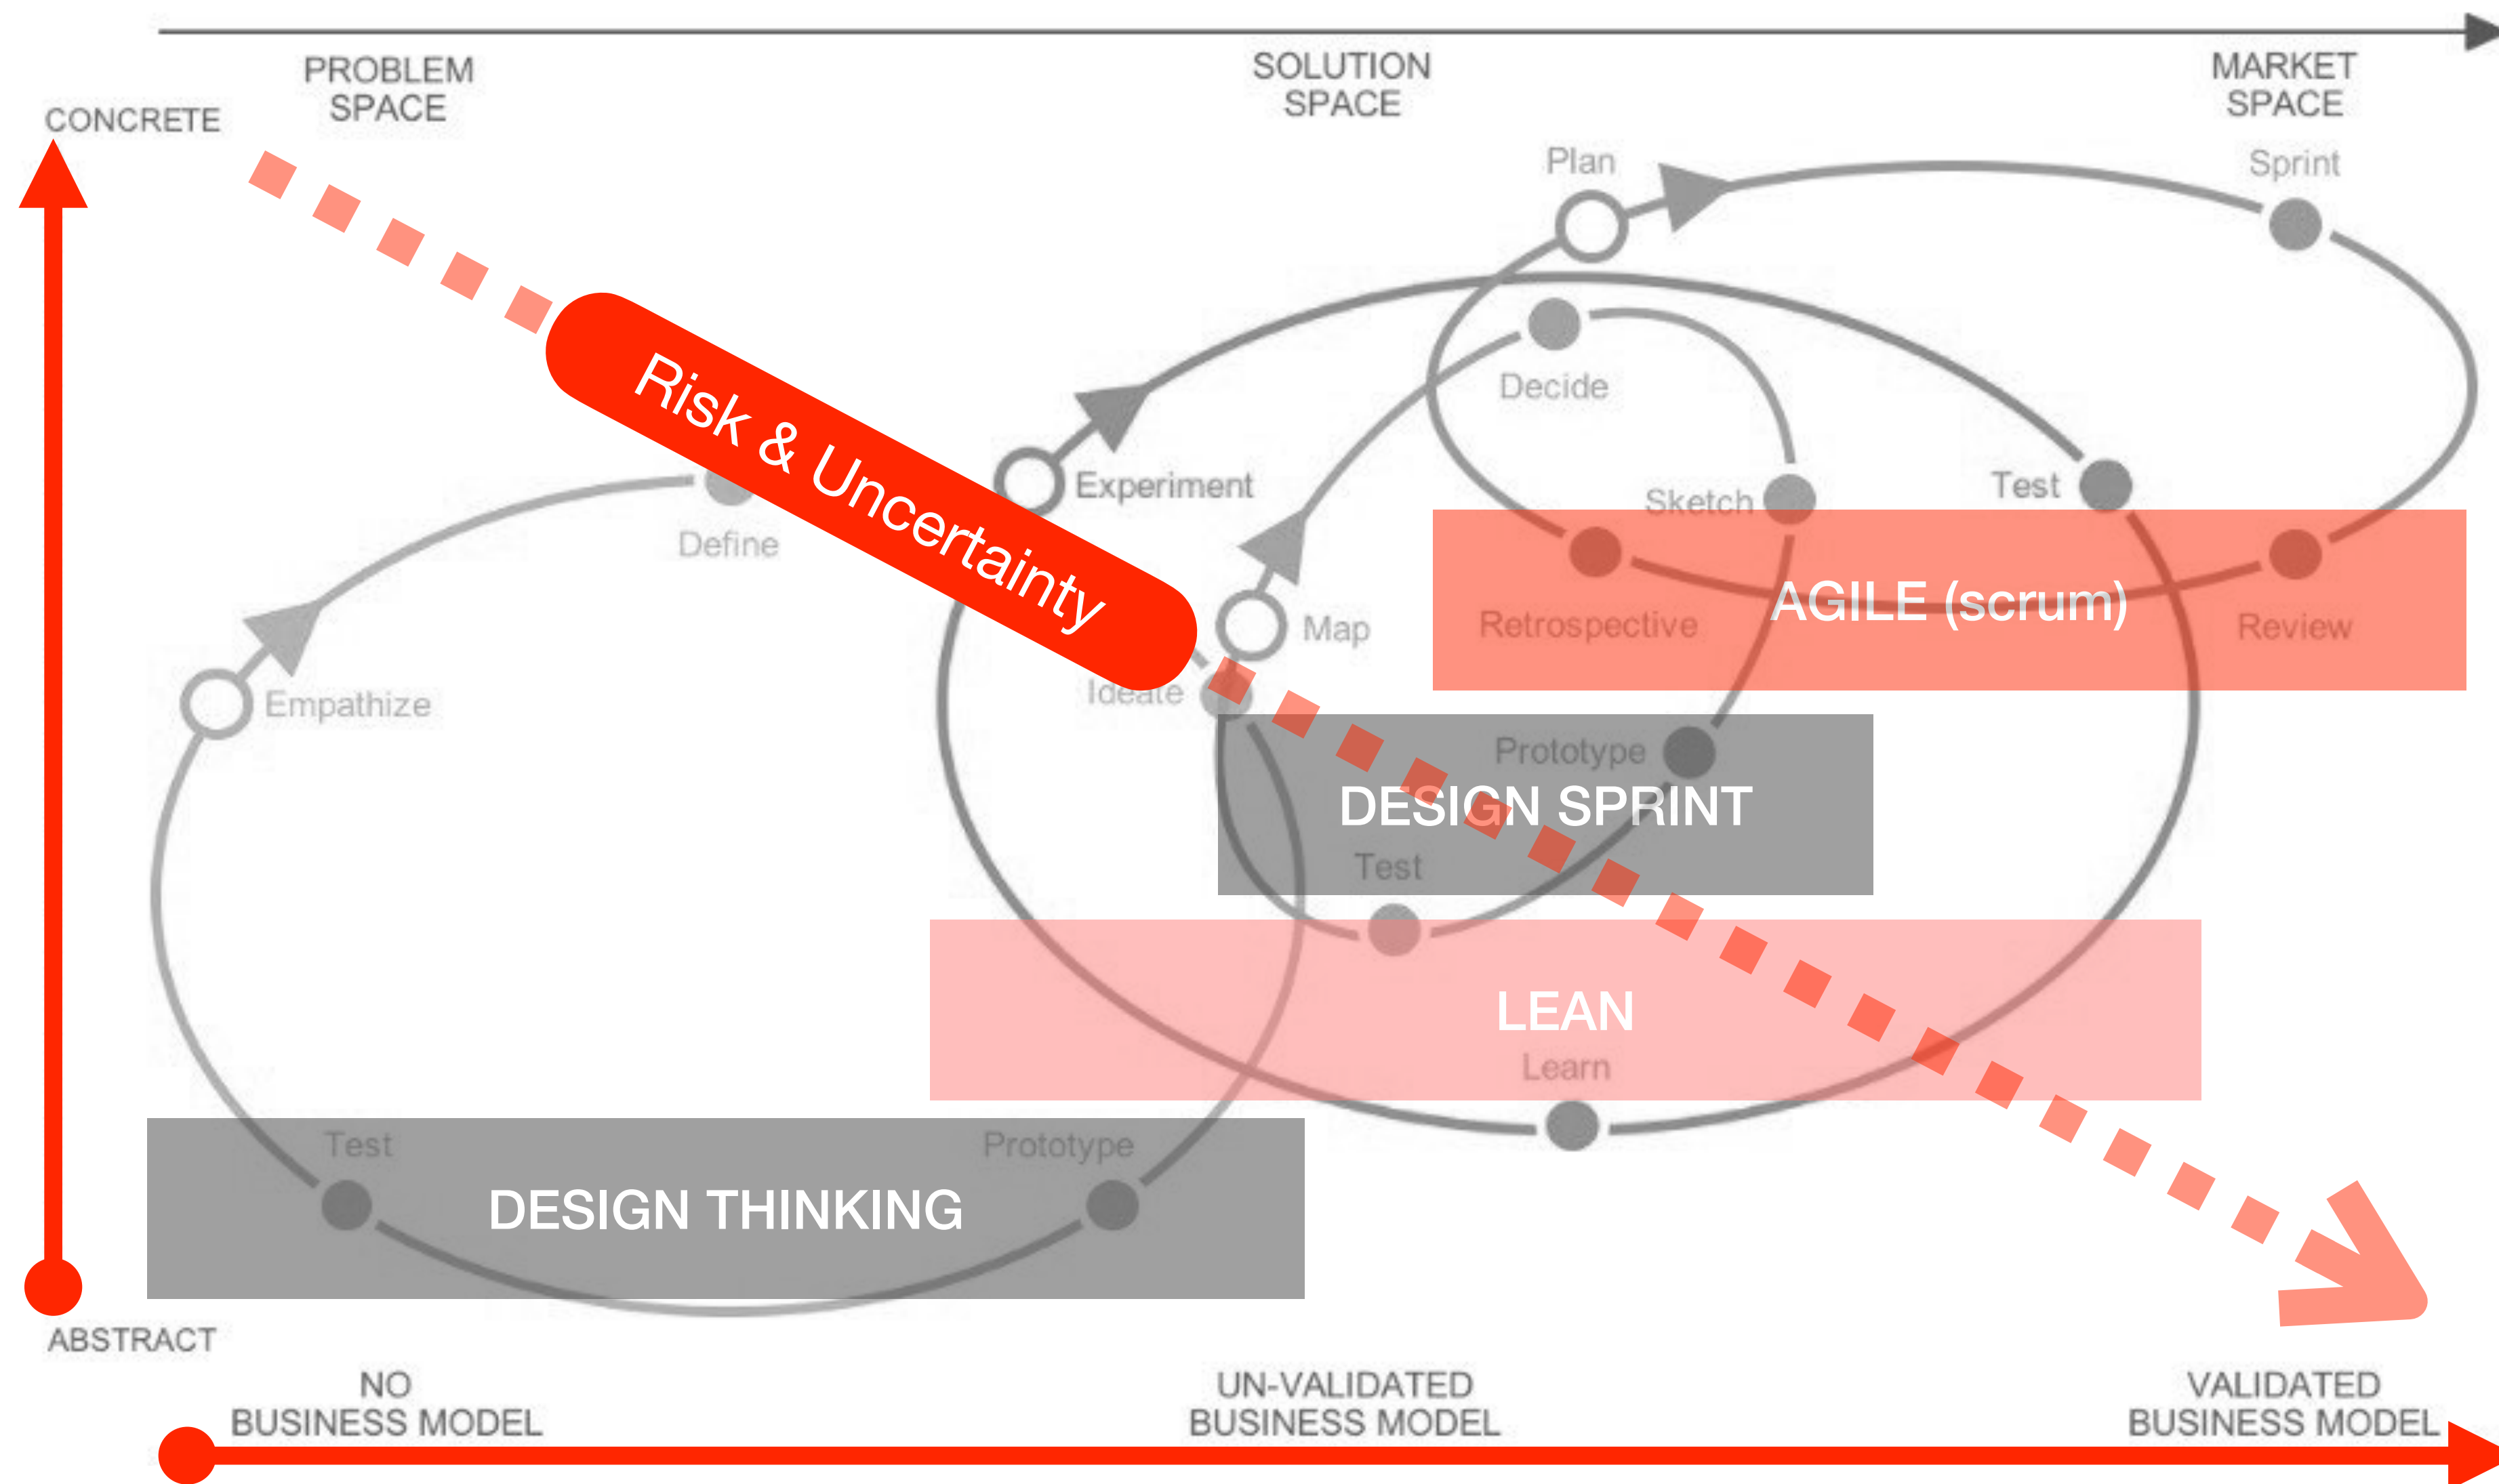 PROBLEM
SPACE
SOLUTION
SPACE
MARKET
SPACE
CONCRETE
Plan
Sprint
Risk & Uncertainty
Decide
Experiment
Sketch
Test
Define
AGILE (scrum)
Map
Retrospective
Review
Ideate
Empathize
Prototype
DESIGN SPRINT
Test
LEAN
Learn
Test
Prototype
DESIGN THINKING
ABSTRACT
NO
BUSINESS MODEL
UN-VALIDATED
BUSINESS MODEL
VALIDATED
BUSINESS MODEL